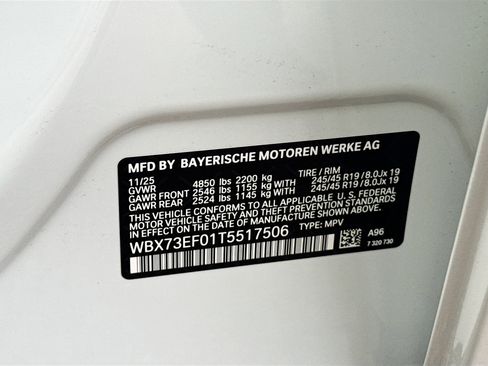 MFD BY BAYERISCHE MOTOREN WERKE AG
11/25 4850 lbs 2200 kg TIRE / RIM
GVWR
GAWR FRONT 2546 lbs 1155 kg WITH 245/45 R19 / 8.0Jx 19
GAWR REAR 2524 lbs 1145 kg WITH 245/45 R19 / 8.0Jx 19
THIS VEHICLE CONFORMS TO ALL APPLICABLE U.S. FEDERAL
MOTOR VEHICLE SAFETY AND THEFT PREVENTION STANDARDS
IN EFFECT ON THE DATE OF MANUFACTURE SHOWN ABOVE.
WBX73EF01T5517506 TYPE: MPV
A96
7 320 730